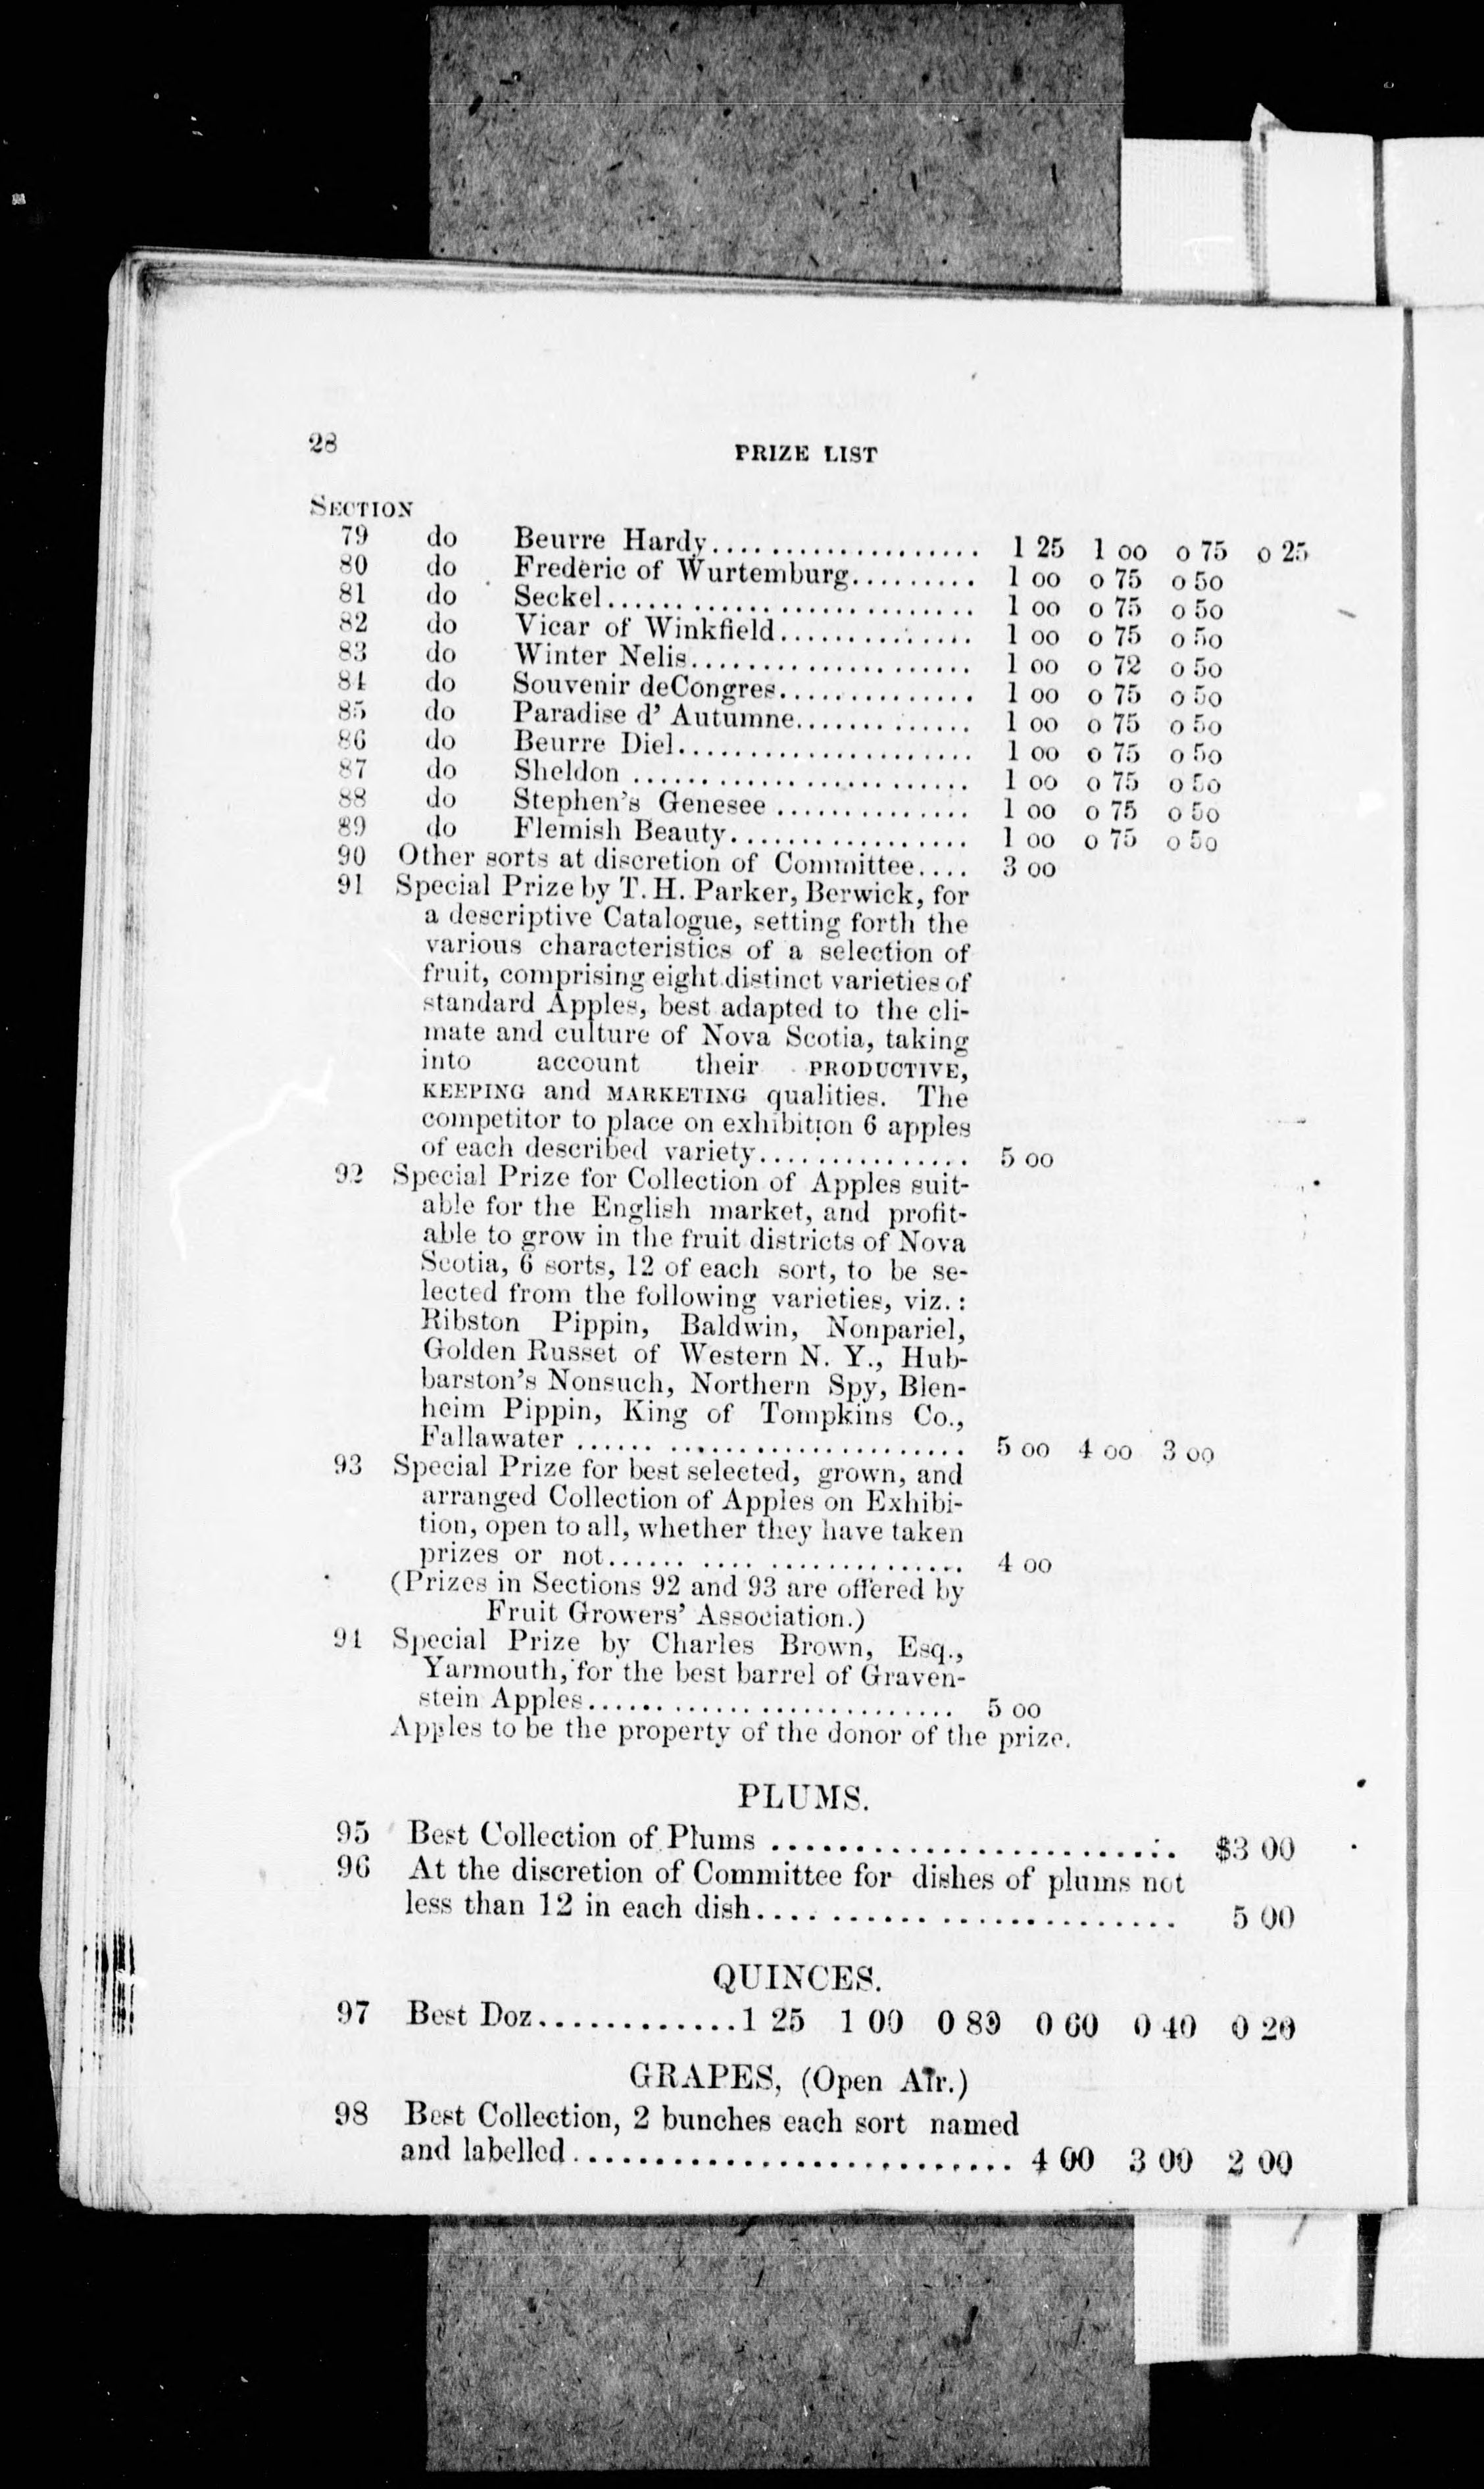 28
PRIZE LIST
SECTION
79 do Beurre Hardy.................... 1 25 1 00 0 75 0 25
80 do Frederic of Wurtemburg......... 1 00 0 75 0 50
81 do Seckel........................... 1 00 0 75 0 50
82 do Vicar of Winkfield.............. 1 00 0 75 0 50
83 do Winter Nelis..................... 1 00 0 72 0 50
84 do Souvenir deCongres............... 1 00 0 75 0 50
85 do Paradise d' Autumne............. 1 00 0 75 0 50
86 do Beurre Diel...................... 1 00 0 75 0 50
87 do Sheldon ......................... 1 00 0 75 0 50
88 do Stephen's Genesee .............. 1 00 0 75 0 50
89 do Flemish Beauty.................. 1 00 0 75 0 50
90 Other sorts at discretion of Committee.... 3 00
91 Special Prize by T. H. Parker, Berwick, for
a descriptive Catalogue, setting forth the
various characteristics of a selection of
fruit, comprising eight distinct varieties of
standard Apples, best adapted to the cli-
mate and culture of Nova Scotia, taking
into account their PRODUCTIVE,
KEEPING and MARKETING qualities. The
competitor to place on exhibition 6 apples
of each described variety................ 5 00
92 Special Prize for Collection of Apples suit-
able for the English market, and profit-
able to grow in the fruit districts of Nova
Scotia, 6 sorts, 12 of each sort, to be se-
lected from the following varieties, viz. :
Ribston Pippin, Baldwin, Nonpariel,
Golden Russet of Western N. Y., Hub-
barston's Nonsuch, Northern Spy, Blen-
heim Pippin, King of Tompkins Co.,
Fallawater ............................ 5 00 4 00 3 00
93 Special Prize for best selected, grown, and
arranged Collection of Apples on Exhibi-
tion, open to all, whether they have taken
prizes or not........................ 4 00
(Prizes in Sections 92 and 93 are offered by
Fruit Growers' Association.)
94 Special Prize by Charles Brown, Esq.,
Yarmouth, for the best barrel of Graven-
stein Apples........................... 5 00
Apples to be the property of the donor of the prize.
PLUMS.
95 Best Collection of Plums .............................. $3 00
96 At the discretion of Committee for dishes of plums not
less than 12 in each dish.............................. 5 00
QUINCES.
97 Best Doz.............1 25 1 00 0 80 0 60 0 40 0 20
GRAPES, (Open Air.)
98 Best Collection, 2 bunches each sort named
and labelled............................ 4 00 3 00 2 00